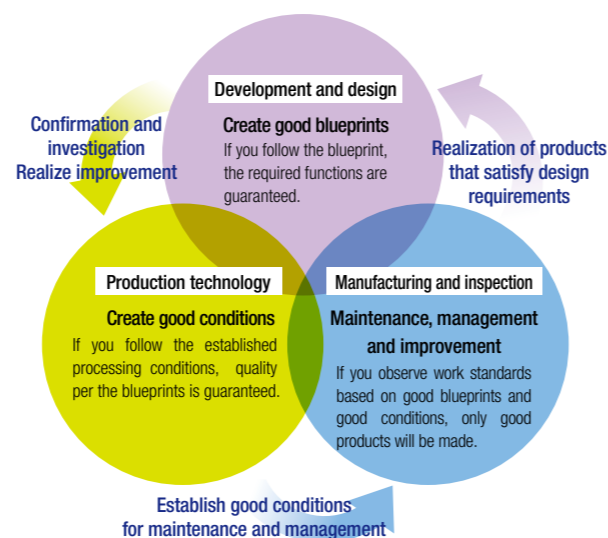 Development and design
Create good blueprints
If you follow the blueprint,
the required functions are
guaranteed.
Confirmation and
investigation
Realize improvement
Realization of products
that satisfy design
requirements
Production technology
Create good conditions
If you follow the established
processing conditions, quality
per the blueprints is guaranteed.
Manufacturing and inspection
Maintenance, management
and improvement
If you observe work standards
based on good blueprints and
good conditions, only good
products will be made.
Establish good conditions
for maintenance and management